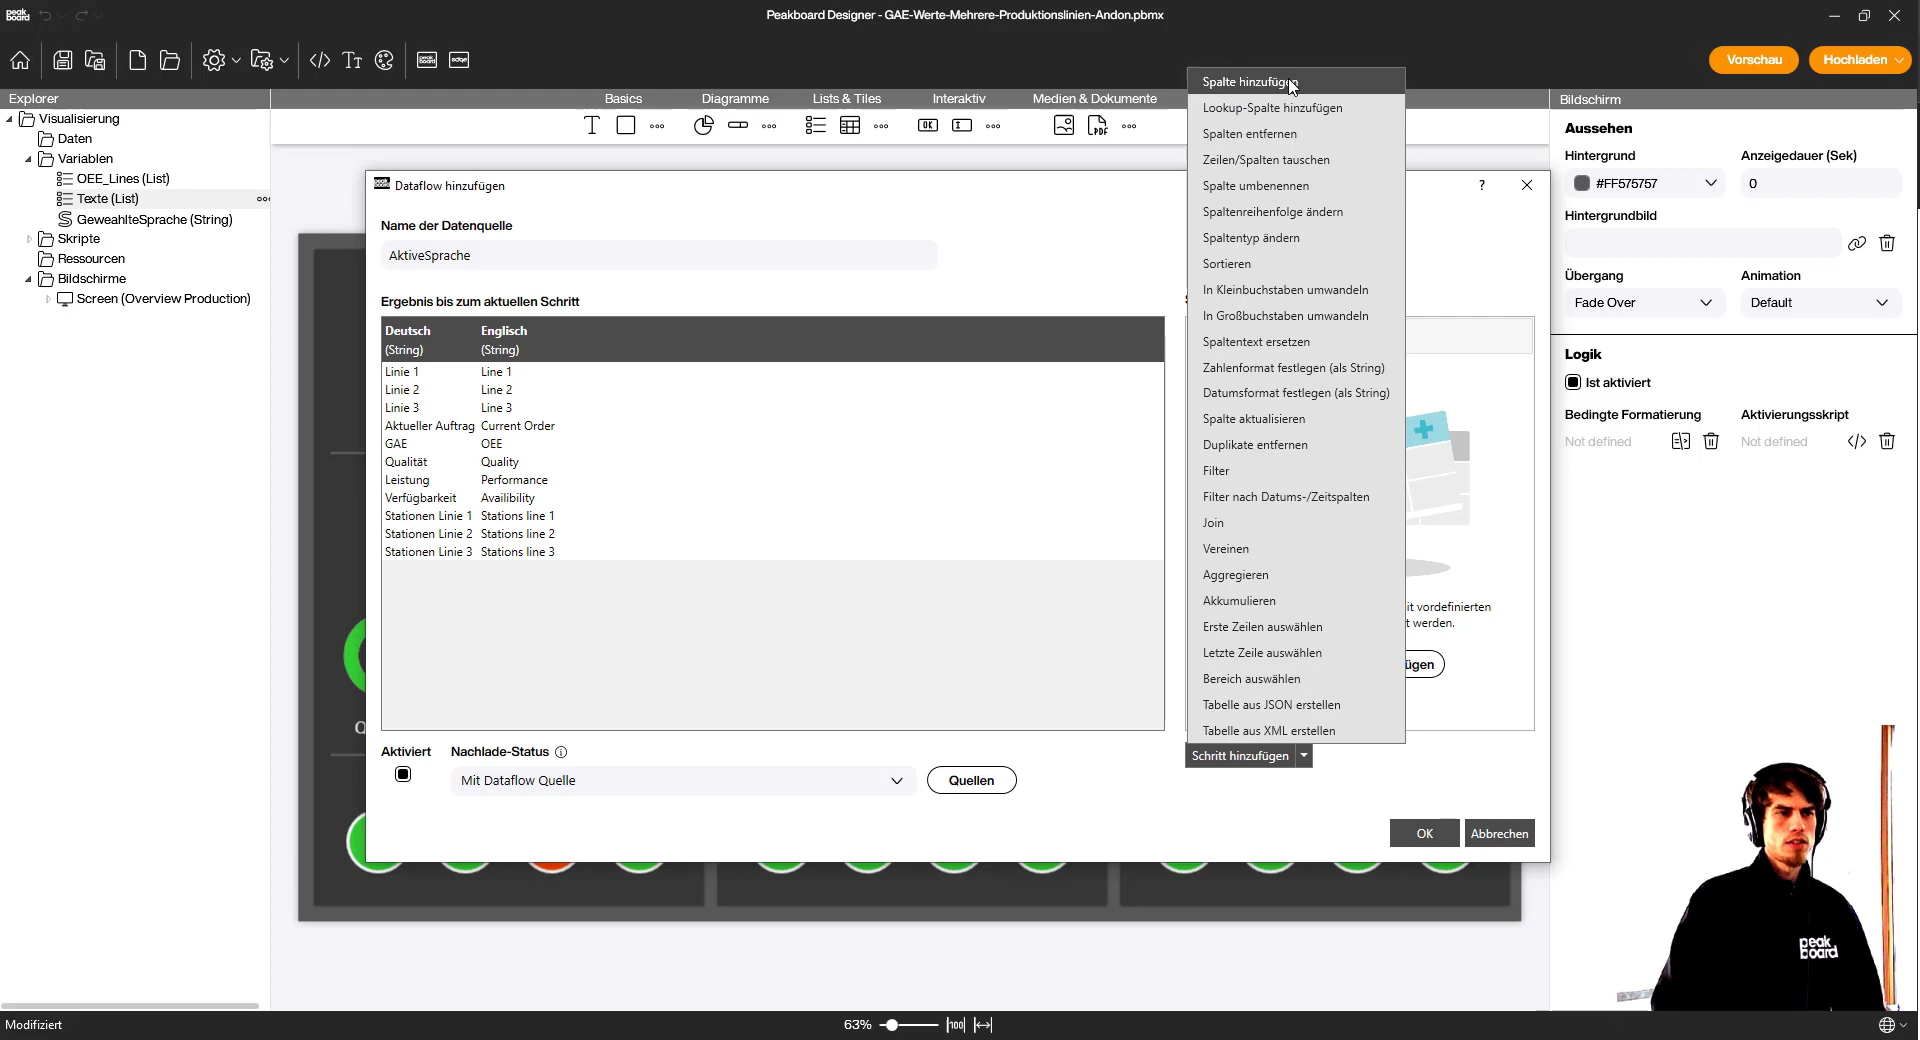 peak board
Peakboard Designer - GAE-Werte-Mehrere-Produktionslinien-Andon.pbmx
Vorschau
Hochladen
Explorer
Basics
Diagramme
Lists & Tiles
Interaktiv
Medien & Dokumente
Bildschirm
Visualisierung
Daten
Variablen
OEE_Lines (List)
Texte (List)
GeweahlteSprache (String)
Skripte
Ressourcen
Bildschirme
Screen (Overview Production)
Dataflow hinzufügen
Name der Datenquelle
AktiveSprache
Ergebnis bis zum aktuellen Schritt
Deutsch Englisch
(String) (String)
Linie 1 Line 1
Linie 2 Line 2
Linie 3 Line 3
Aktueller Auftrag Current Order
GAE OEE
Qualität Quality
Leistung Performance
Verfügbarkeit Availibility
Stationen Linie 1 Stations line 1
Stationen Linie 2 Stations line 2
Stationen Linie 3 Stations line 3
Aktiviert
Nachlade-Status
Mit Dataflow Quelle
Quellen
Spalte hinzufügen
Lookup-Spalte hinzufügen
Spalten entfernen
Zeilen/Spalten tauschen
Spalte umbenennen
Spaltenreihenfolge ändern
Spaltentyp ändern
Sortieren
In Kleinbuchstaben umwandeln
In Großbuchstaben umwandeln
Spaltentext ersetzen
Zahlenformat festlegen (als String)
Datumsformat festlegen (als String)
Spalte aktualisieren
Duplikate entfernen
Filter
Filter nach Datums-/Zeitspalten
Join
Vereinen
Aggregieren
Akkumulieren
Erste Zeilen auswählen
Letzte Zeile auswählen
Bereich auswählen
Tabelle aus JSON erstellen
Tabelle aus XML erstellen
Schritt hinzufügen
it vordefinierten
t werden.
ügen
OK
Abbrechen
Aussehen
Hintergrund
Anzeigedauer (Sek)
#FF575757
0
Hintergrundbild
Übergang
Animation
Fade Over
Default
Logik
Ist aktiviert
Bedingte Formatierung
Aktivierungsskript
Not defined
Not defined
peak
board
Modifiziert
63%
100